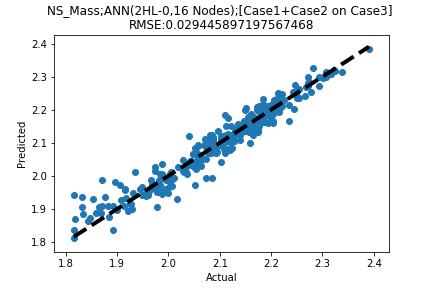 NS_Mass;ANN(2HL-0,16 Nodes);[Case1+Case2 on Case3]
RMSE:0.029445897197567468
2.4
2.3
2.2
2.1
2.0
1.9
1.8
Predicted
1.8 1.9 2.0 2.1 2.2 2.3 2.4
Actual